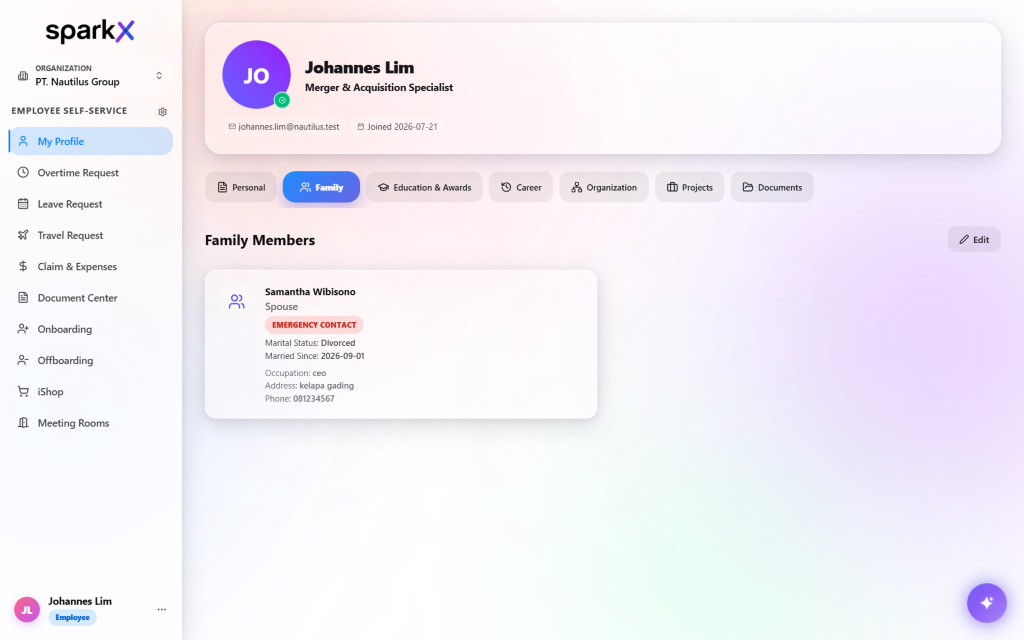 sparkX
ORGANIZATION
PT. Nautilus Group
EMPLOYEE SELF-SERVICE
My Profile
Overtime Request
Leave Request
Travel Request
Claim & Expenses
Document Center
Onboarding
Offboarding
iShop
Meeting Rooms
JL
Johannes Lim
Employee
JO
Johannes Lim
Merger & Acquisition Specialist
johannes.lim@nautilus.test
Joined 2026-07-21
Personal
Family
Education & Awards
Career
Organization
Projects
Documents
Family Members
Edit
Samantha Wibisono
Spouse
EMERGENCY CONTACT
Marital Status: Divorced
Married Since: 2026-09-01
Occupation: ceo
Address: kelapa gading
Phone: 081234567